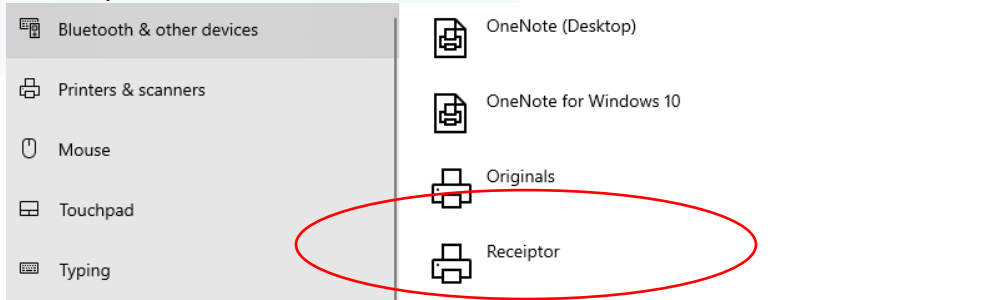 Bluetooth & other devices
Printers & scanners
Mouse
Touchpad
Typing
OneNote (Desktop)
OneNote for Windows 10
Originals
Receiptor